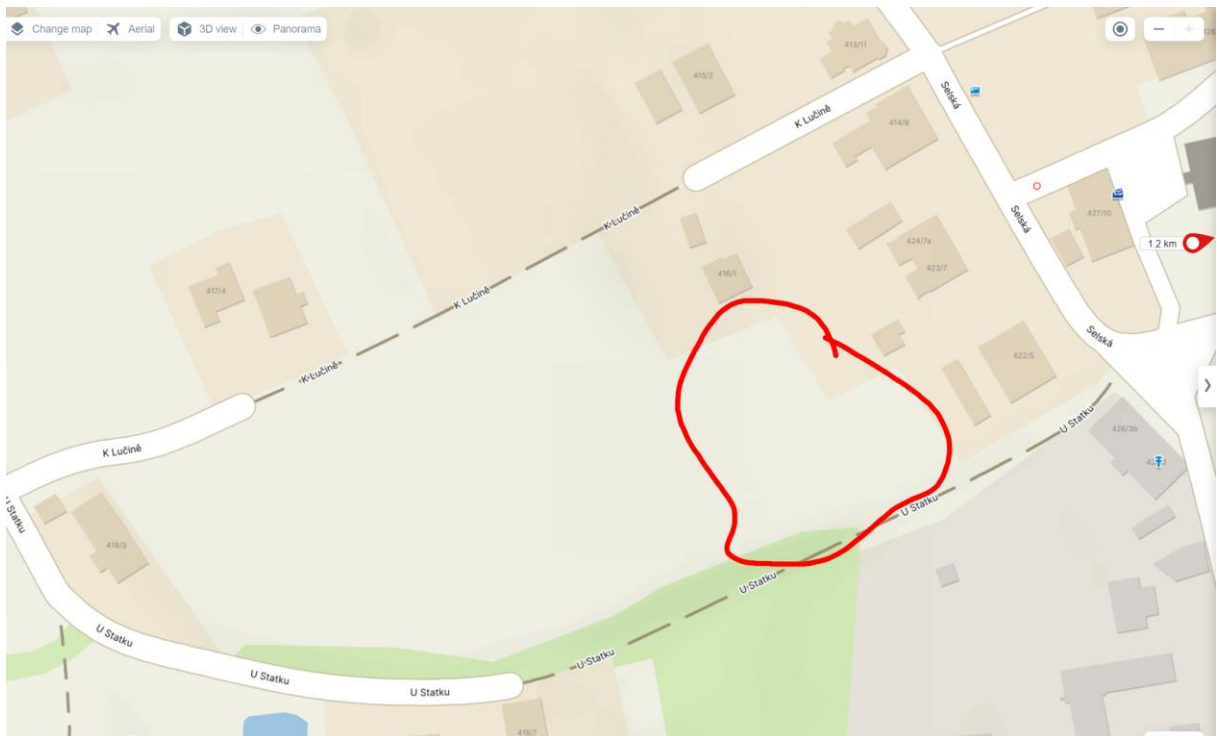 Change map
Aerial
3D view
Panorama
413/11
415/2
K Lučině
Selská
414/9
K Lučině
Selská
427/10
424/7a
423/7
1.2 km
416/1
417/4
K Lučině
Selská
422/5
K Lučině
U Statku
426/3b
K Lučině
U Statku
U Statku
418/3
U Statku
U Statku
U Statku
U Statku
U Statku
419/7